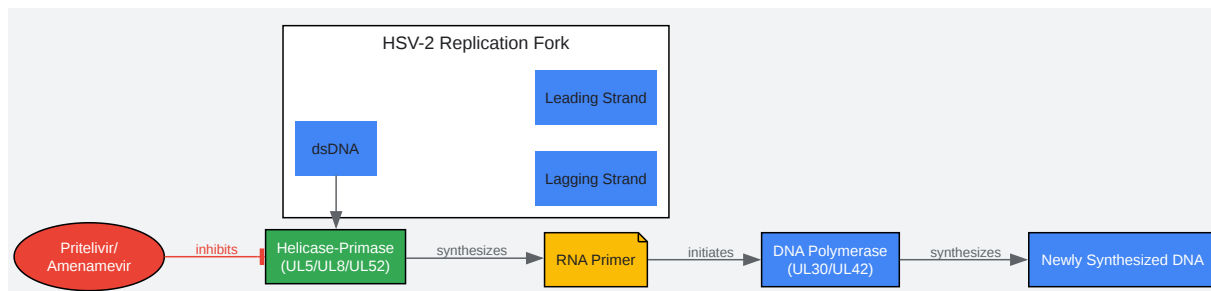 HSV-2 Replication Fork
Leading Strand
dsDNA
Lagging Strand
Pritelivir/
Amenamevir
inhibits
Helicase-Primase
(UL5/UL8/UL52)
synthesizes
RNA Primer
initiates
DNA Polymerase
(UL30/UL42)
synthesizes
Newly Synthesized DNA